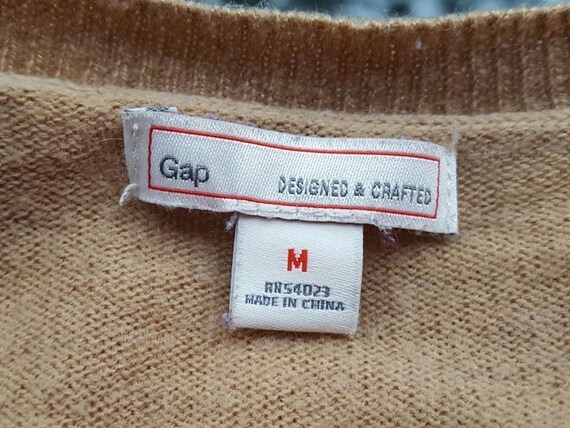 Gap DESIGNED & CRAFTED
M
RN54023
MADE IN CHINA